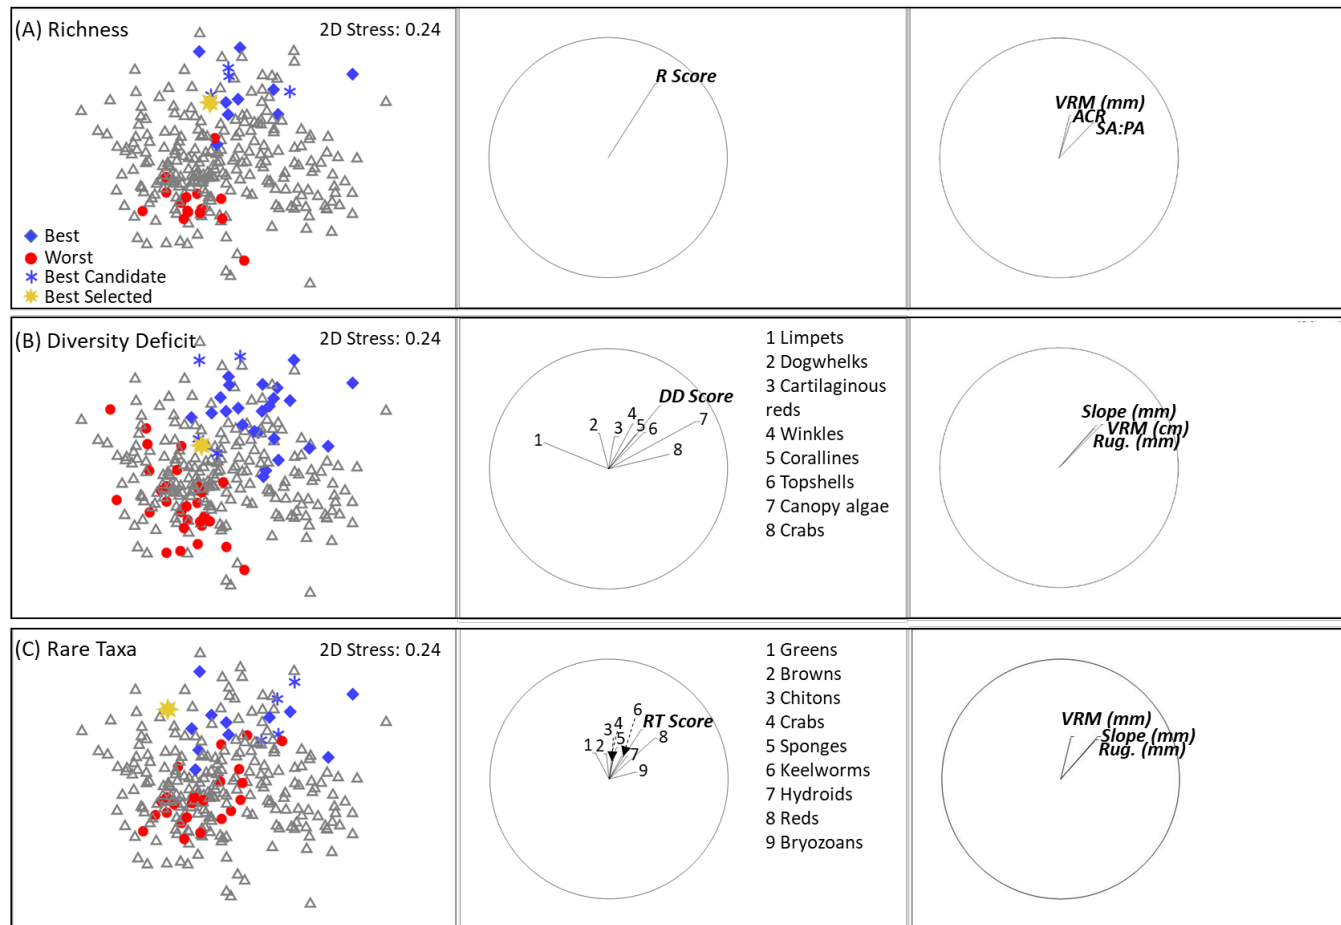 (A) Richness
2D Stress: 0.24
Best
Worst
Best Candidate
Best Selected
R Score
VRM (mm)
ACR
SA:PA
(B) Diversity Deficit
2D Stress: 0.24
DD Score
1
2
3
4
5
6
7
8
1 Limpets
2 Dogwhelks
3 Cartilaginous
reds
4 Winkles
5 Corallines
6 Topshells
7 Canopy algae
8 Crabs
Slope (mm)
VRM (cm)
Rug. (mm)
(C) Rare Taxa
2D Stress: 0.24
RT Score
1
2
3
4
5
6
7
8
9
1 Greens
2 Browns
3 Chitons
4 Crabs
5 Sponges
6 Keelworms
7 Hydroids
8 Reds
9 Bryozoans
VRM (mm)
Slope (mm)
Rug. (mm)